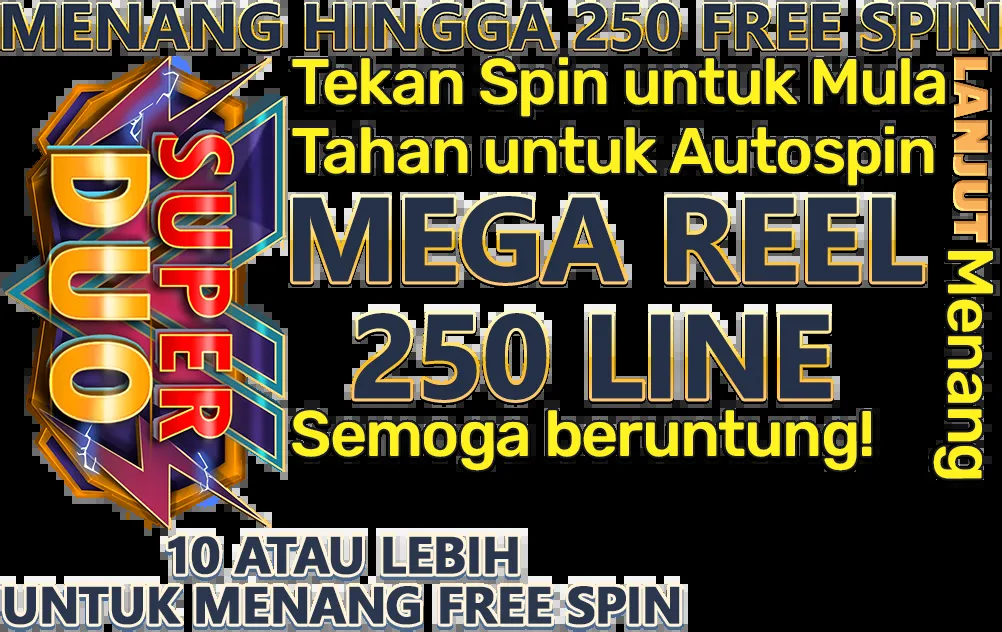 MENANG HINGGA 250 FREE SPIN
Tekan Spin untuk Mula
Tahan untuk Autospin
MEGA REEL
250 LINE
Semoga beruntung!
LANJUT
Menang
SUPER
DUO
10 ATAU LEBIH
UNTUK MENANG FREE SPIN